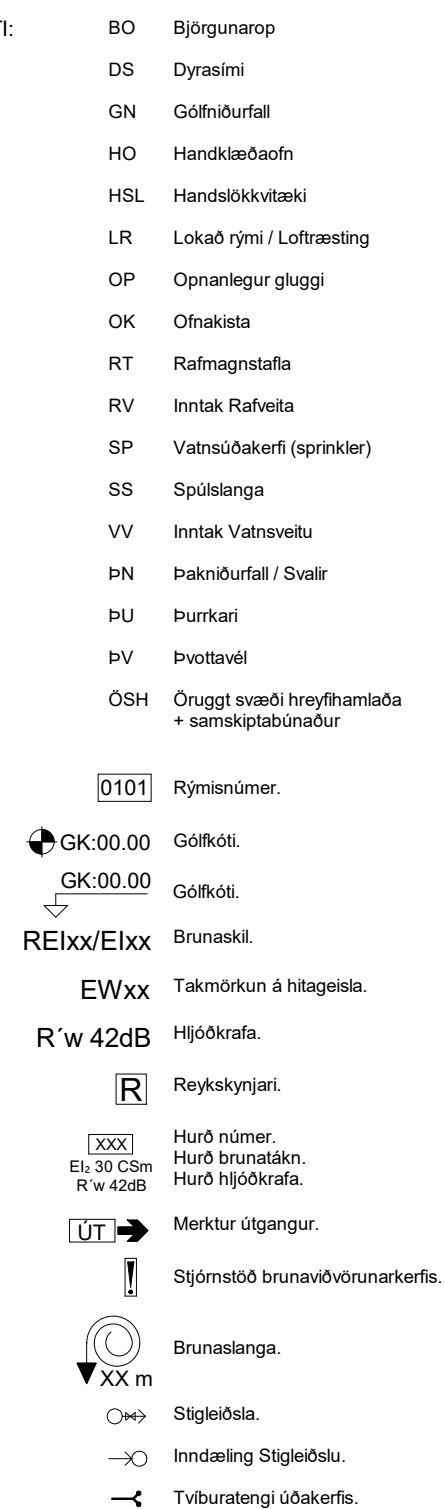 BO Björgunarop
DS Dyrasími
GN Gólfniðurfall
HO Handklæðaofn
HSL Handslökkvitæki
LR Lokað rými / Loftræsting
OP Opnanlegur gluggi
OK Ofnakista
RT Rafmagnstafla
RV Inntak Rafveita
SP Vatnsúðakerfi (sprinkler)
SS Spúlslanga
VV Inntak Vatnsveitu
ÞN Þakniðurfall / Svalir
ÞU Þurrkari
ÞV Þvottavél
ÖSH Öruggt svæði hreyfihamlaða
+ samskiptabúnaður
0101 Rýmisnúmer.
GK:00.00 Gólfkóti.
GK:00.00 Gólfkóti.
REIxx/EIxx Brunaskil.
EWxx Takmörkun á hitageisla.
R´w 42dB Hljóðkrafa.
R Reykskynjari.
XXX Hurð númer.
EI₂ 30 CSm Hurð brunatákn.
R´w 42dB Hurð hljóðkrafa.
ÚT Merktur útgangur.
! Stjórnstöð brunaviðvörunarkerfis.
XX m Brunaslanga.
Stigleiðsla.
Inndæling Stigleiðslu.
Tvíburatengi úðakerfis.